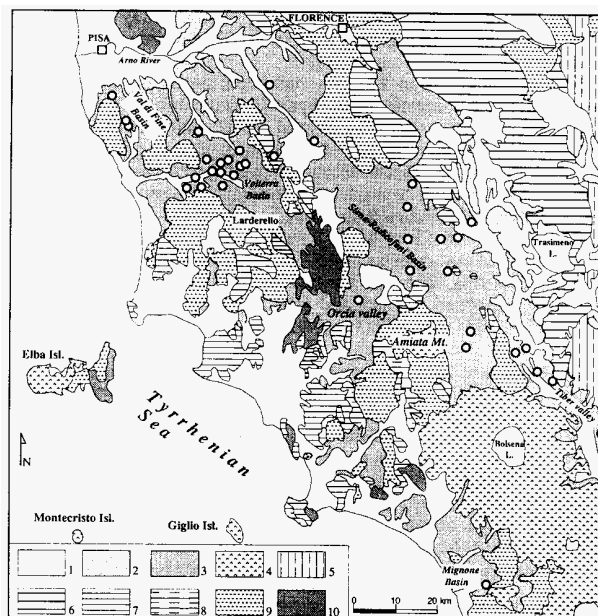 FLORENCE
PISA
Arno River
Val di Fine
Basin
Volterra
Basin
Larderello
Siena-Radicofani Basin
Trasimeno
L.
Orcia valley
Amiata Mt.
Elba Isl.
Tiber valley
Tyrrhenian
Sea
Bolsena
L.
N
Montecristo Isl.
Giglio Ist.
Mignone
Basin
1 2 3 4 5
6 7 8 9 10
0 10 20 km